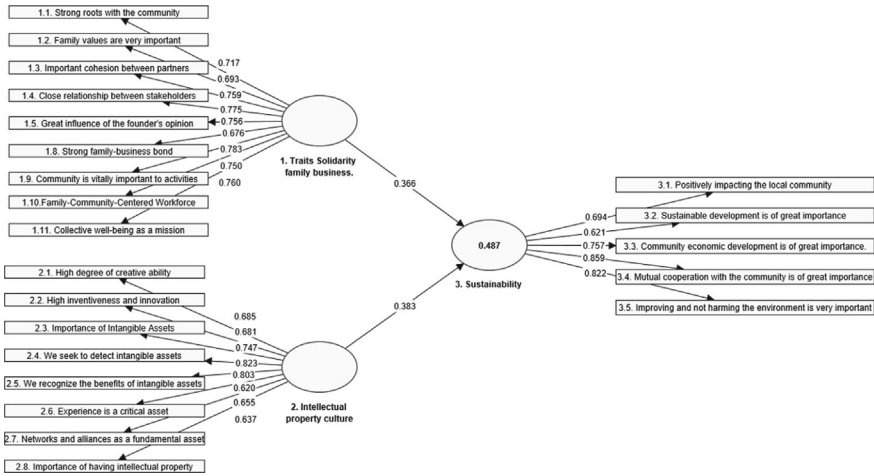 1.1. Strong roots with the community
1.2. Family values are very important
1.3. Important cohesion between partners
1.4. Close relationship between stakeholders
1.5. Great influence of the founder's opinion
1.8. Strong family-business bond
1.9. Community is vitally important to activities
1.10.Family-Community-Centered Workforce
1.11. Collective well-being as a mission
0.717
0.693
0.759
0.775
0.756
0.676
0.783
0.750
0.760
1. Traits Solidarity
family business.
0.366
2.1. High degree of creative ability
2.2. High inventiveness and innovation
2.3. Importance of Intangible Assets
2.4. We seek to detect intangible assets
2.5. We recognize the benefits of intangible assets
2.6. Experience is a critical asset
2.7. Networks and alliances as a fundamental asset
2.8. Importance of having intellectual property
0.685
0.681
0.747
0.823
0.803
0.620
0.655
0.637
2. Intellectual
property culture
0.383
0.487
3. Sustainability
0.694
0.621
0.757
0.859
0.822
3.1. Positively impacting the local community
3.2. Sustainable development is of great importance
3.3. Community economic development is of great importance.
3.4. Mutual cooperation with the community is of great importance
3.5. Improving and not harming the environment is very important